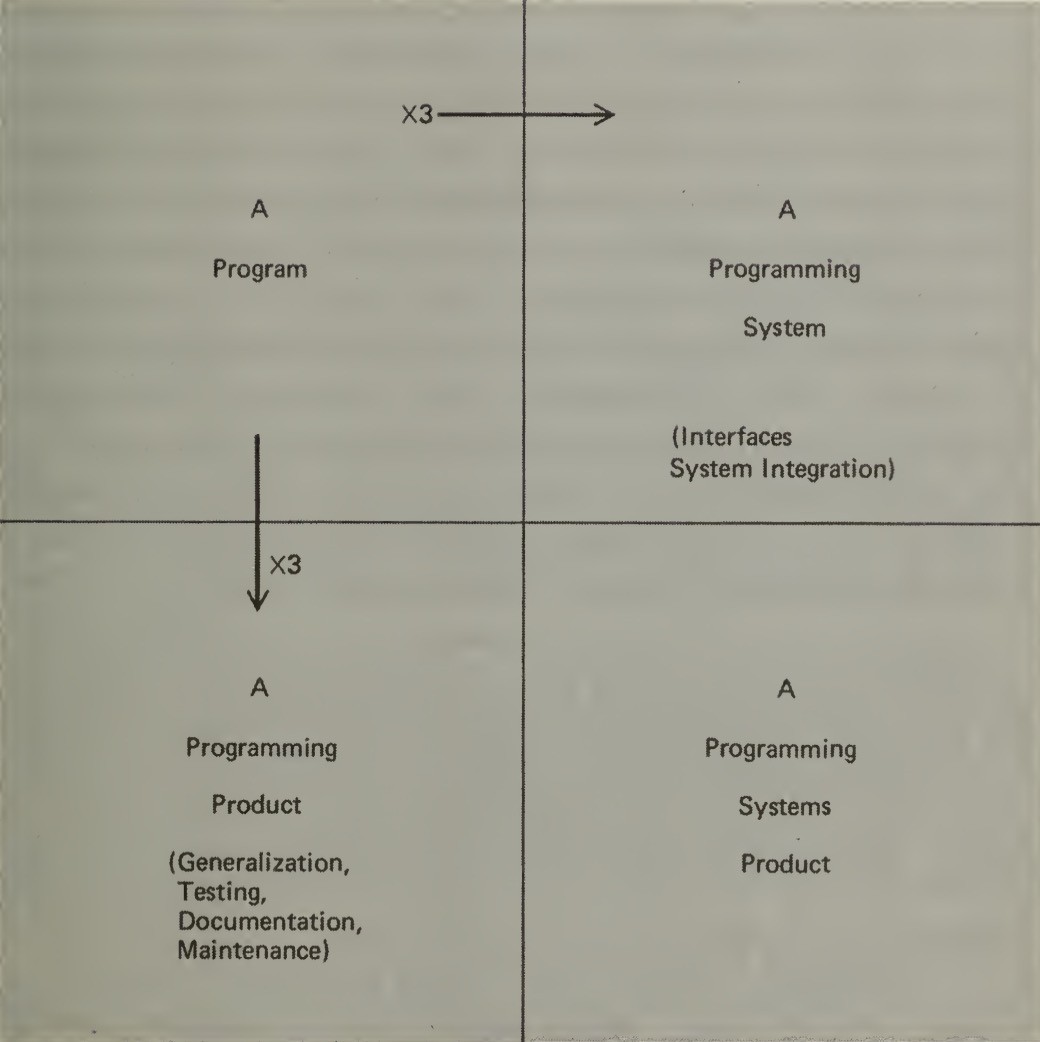 X3
A
Program
A
Programming
System
(Interfaces
System Integration)
X3
A
Programming
Product
(Generalization,
Testing,
Documentation,
Maintenance)
A
Programming
Systems
Product